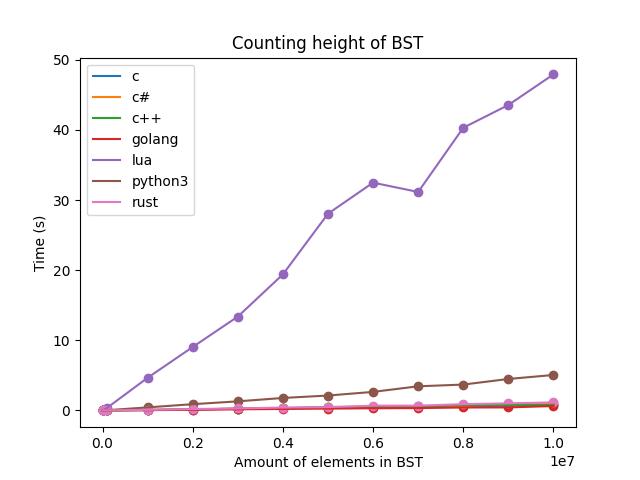 Counting height of BST
50
40
30
20
10
0
Time (s)
c
c#
c++
golang
lua
python3
rust
0.0 0.2 0.4 0.6 0.8 1.0
1e7
Amount of elements in BST